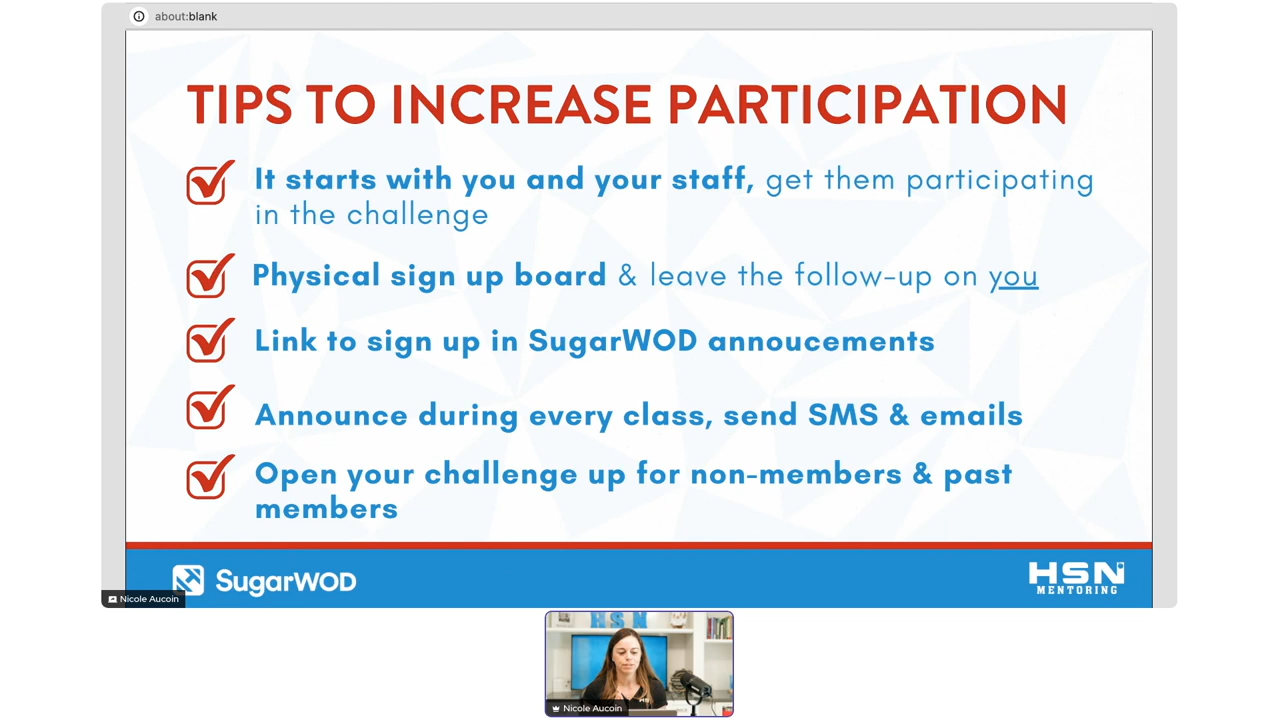 about:blank
TIPS TO INCREASE PARTICIPATION
It starts with you and your staff, get them participating
in the challenge
Physical sign up board & leave the follow-up on you
Link to sign up in SugarWOD annoucements
Announce during every class, send SMS & emails
Open your challenge up for non-members & past
members
SugarWOD
HSN
MENTORING
Nicole Aucoin
HSN
Nicole Aucoin